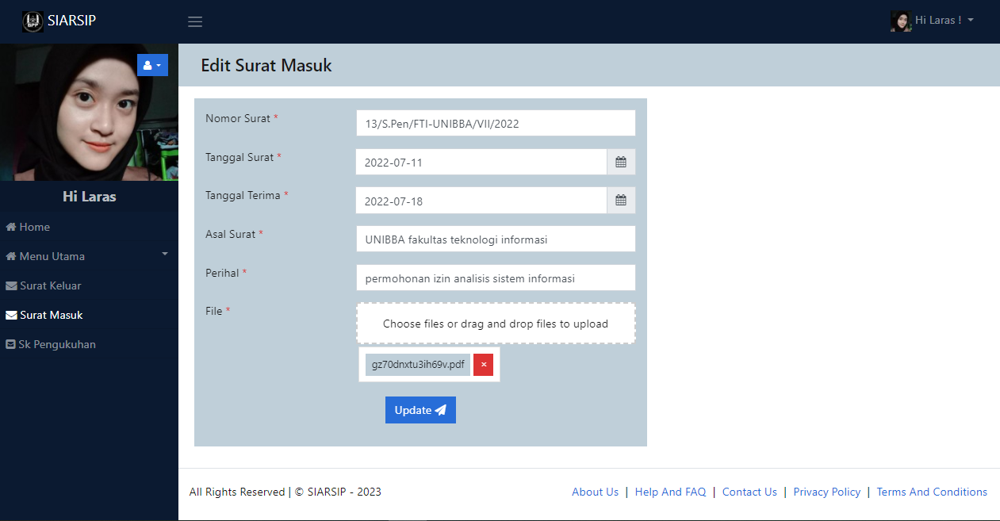 SIARSIP
Hi Laras !
Hi Laras
Home
Menu Utama
Surat Keluar
Surat Masuk
Sk Pengukuhan
Edit Surat Masuk
Nomor Surat * 13/S.Pen/FTI-UNIBBA/VII/2022
Tanggal Surat * 2022-07-11
Tanggal Terima * 2022-07-18
Asal Surat * UNIBBA fakultas teknologi informasi
Perihal * permohonan izin analisis sistem informasi
File * Choose files or drag and drop files to upload
gz70dnxtu3ih69v.pdf ×
Update
All Rights Reserved | © SIARSIP - 2023 About Us | Help And FAQ | Contact Us | Privacy Policy | Terms And Conditions